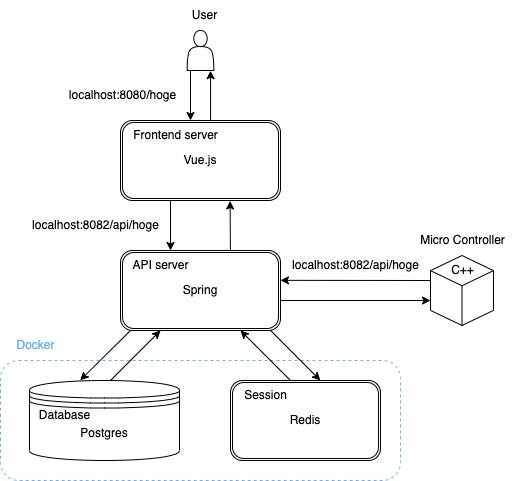 User
localhost:8080/hoge
Frontend server
Vue.js
localhost:8082/api/hoge
Micro Controller
API server
localhost:8082/api/hoge
C++
Spring
Docker
Database
Postgres
Session
Redis